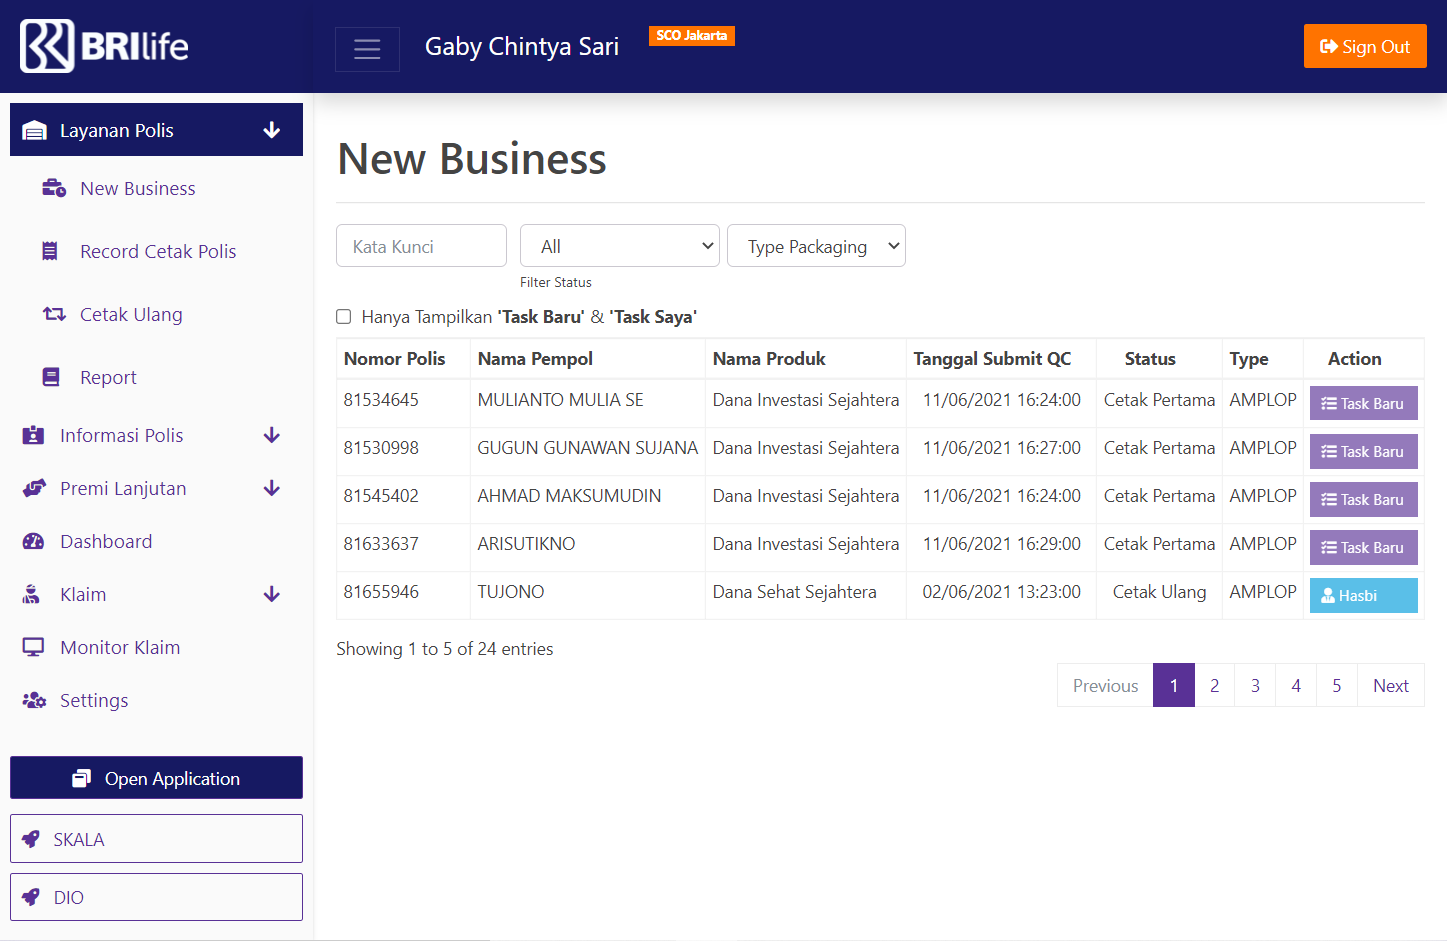 BRIlife
Gaby Chintya Sari
SCO Jakarta
Sign Out
Layanan Polis
New Business
Record Cetak Polis
Cetak Ulang
Report
Informasi Polis
Premi Lanjutan
Dashboard
Klaim
Monitor Klaim
Settings
Open Application
SKALA
DIO
New Business
Kata Kunci
All
Type Packaging
Filter Status
Hanya Tampilkan 'Task Baru' & 'Task Saya'
Nomor Polis Nama Pempol Nama Produk Tanggal Submit QC Status Type Action
81534645 MULIANTO MULIA SE Dana Investasi Sejahtera 11/06/2021 16:24:00 Cetak Pertama AMPLOP Task Baru
81530998 GUGUN GUNAWAN SUJANA Dana Investasi Sejahtera 11/06/2021 16:27:00 Cetak Pertama AMPLOP Task Baru
81545402 AHMAD MAKSUMUDIN Dana Investasi Sejahtera 11/06/2021 16:24:00 Cetak Pertama AMPLOP Task Baru
81633637 ARISUTIKNO Dana Investasi Sejahtera 11/06/2021 16:29:00 Cetak Pertama AMPLOP Task Baru
81655946 TUJONO Dana Sehat Sejahtera 02/06/2021 13:23:00 Cetak Ulang AMPLOP Hasbi
Showing 1 to 5 of 24 entries
Previous 1 2 3 4 5 Next